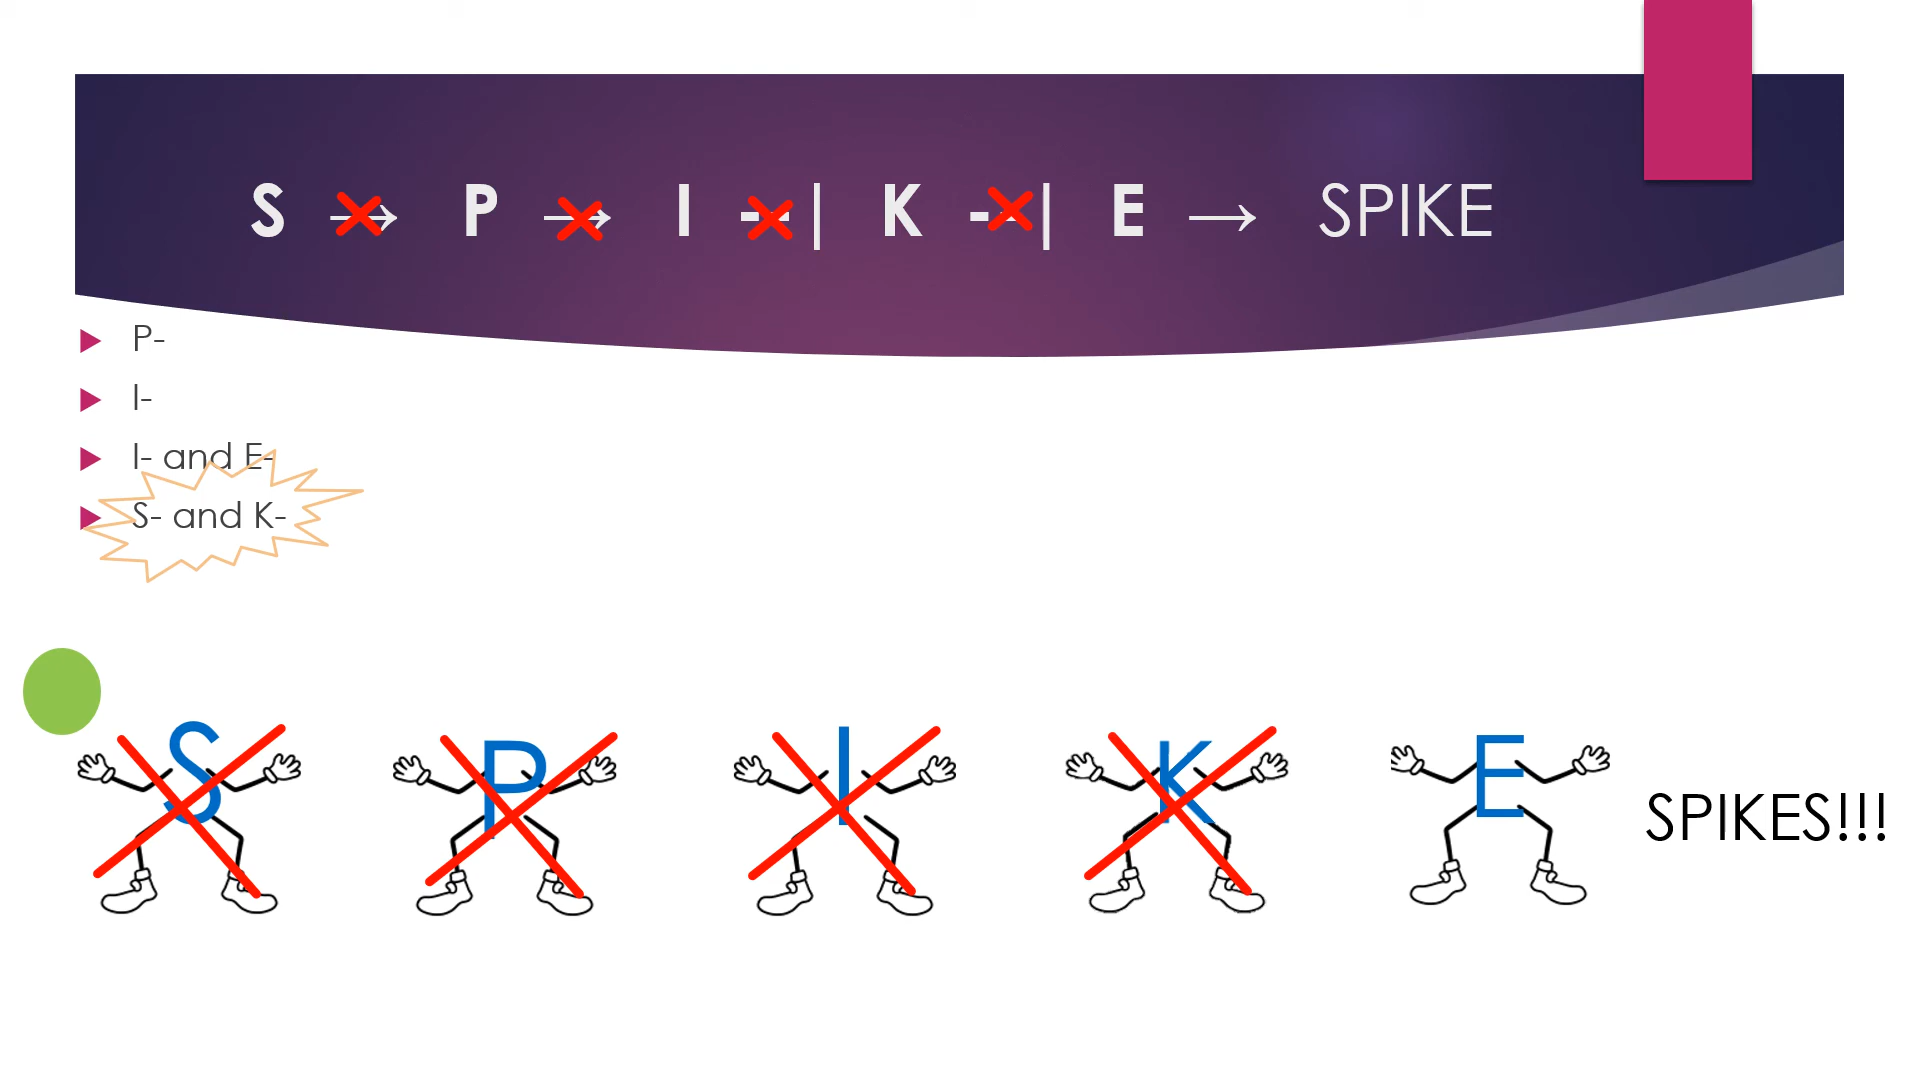 S → P → I --| K --| E → SPIKE
P-
I-
I- and E-
S- and K-
S P I K E SPIKES!!!